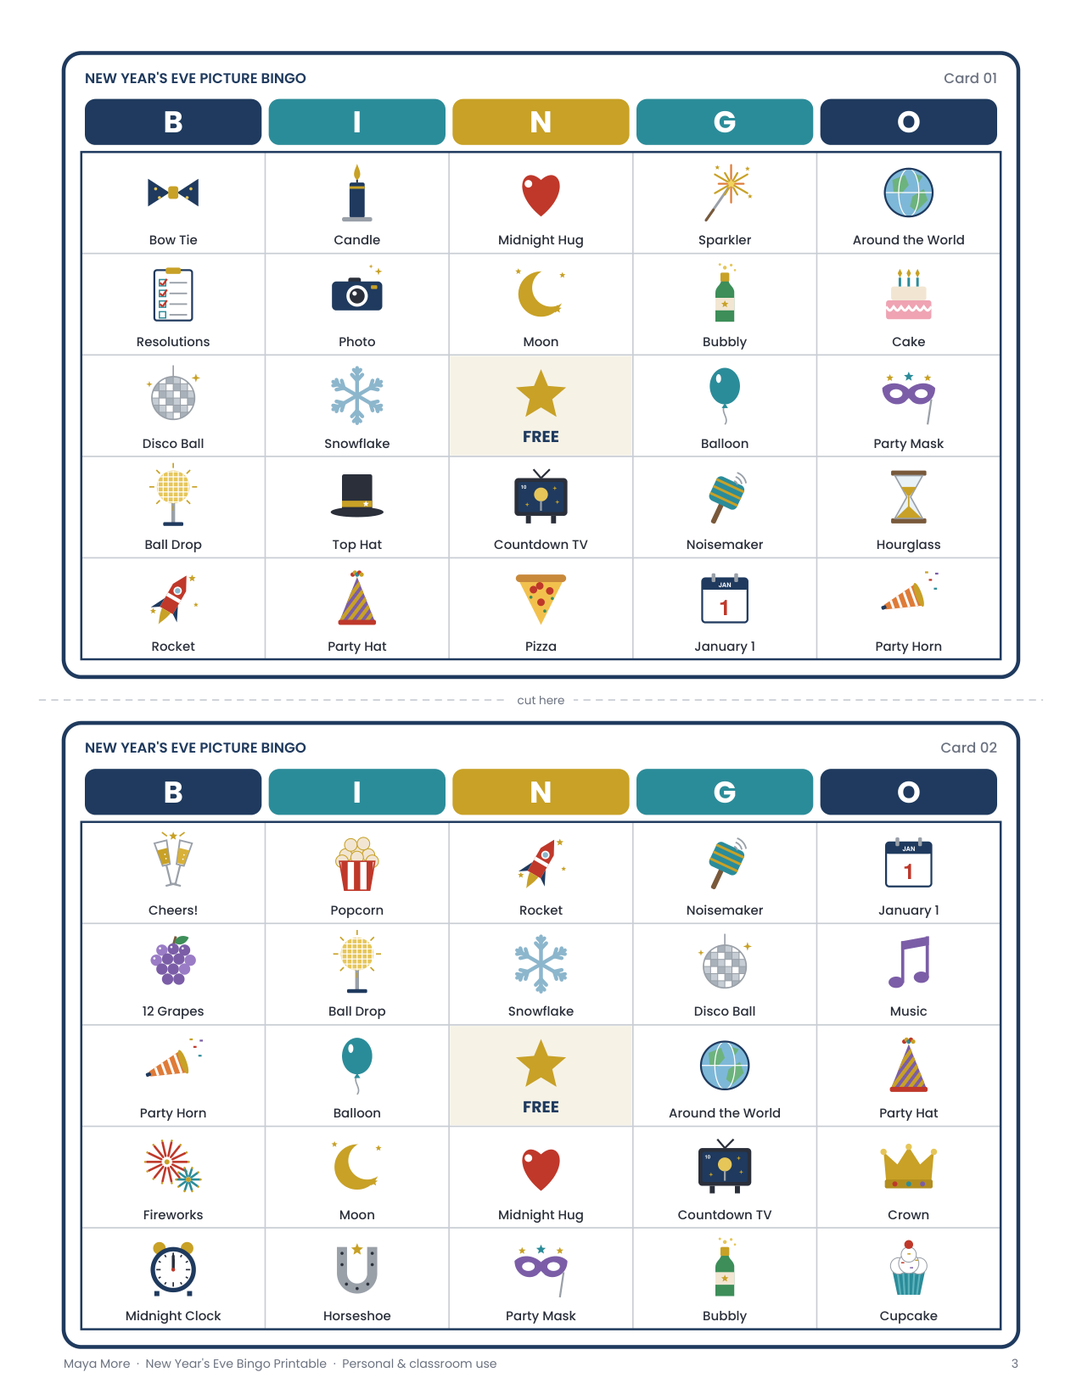 NEW YEAR'S EVE PICTURE BINGO Card 01
B I N G O
Bow Tie Candle Midnight Hug Sparkler Around the World
Resolutions Photo Moon Bubbly Cake
Disco Ball Snowflake FREE Balloon Party Mask
10
Ball Drop Top Hat Countdown TV Noisemaker Hourglass
JAN
1
Rocket Party Hat Pizza January 1 Party Horn
cut here
NEW YEAR'S EVE PICTURE BINGO Card 02
B I N G O
JAN
1
Cheers! Popcorn Rocket Noisemaker January 1
12 Grapes Ball Drop Snowflake Disco Ball Music
Party Horn Balloon FREE Around the World Party Hat
10
Fireworks Moon Midnight Hug Countdown TV Crown
Midnight Clock Horseshoe Party Mask Bubbly Cupcake
Maya More · New Year's Eve Bingo Printable · Personal & classroom use 3